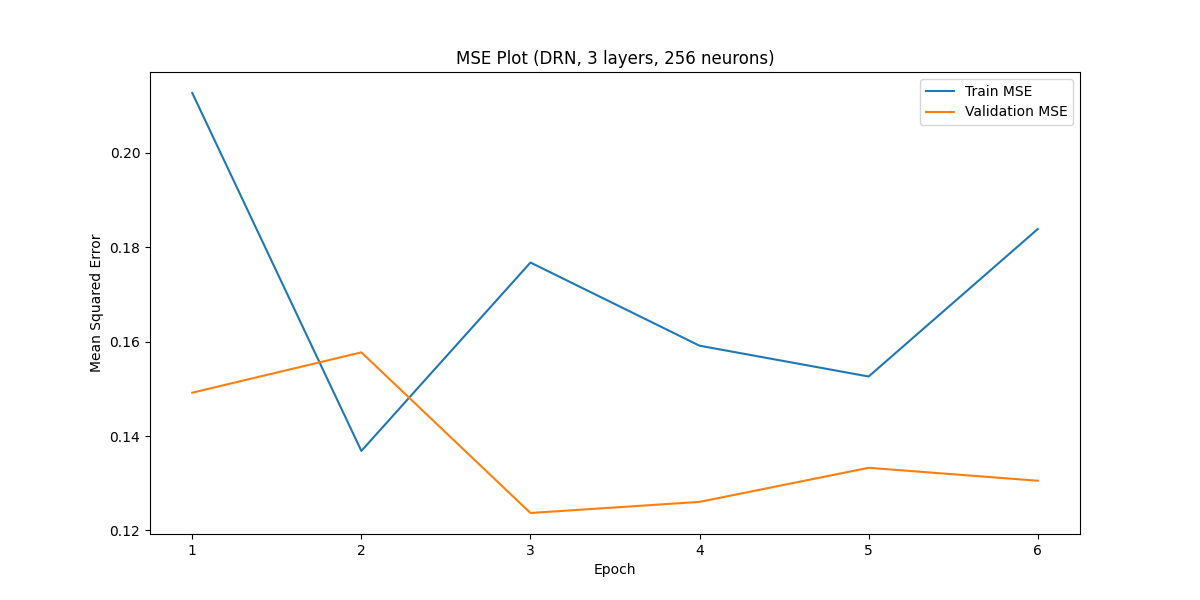 MSE Plot (DRN, 3 layers, 256 neurons)
Train MSE
Validation MSE
Mean Squared Error
0.20
0.18
0.16
0.14
0.12
1 2 3 4 5 6
Epoch